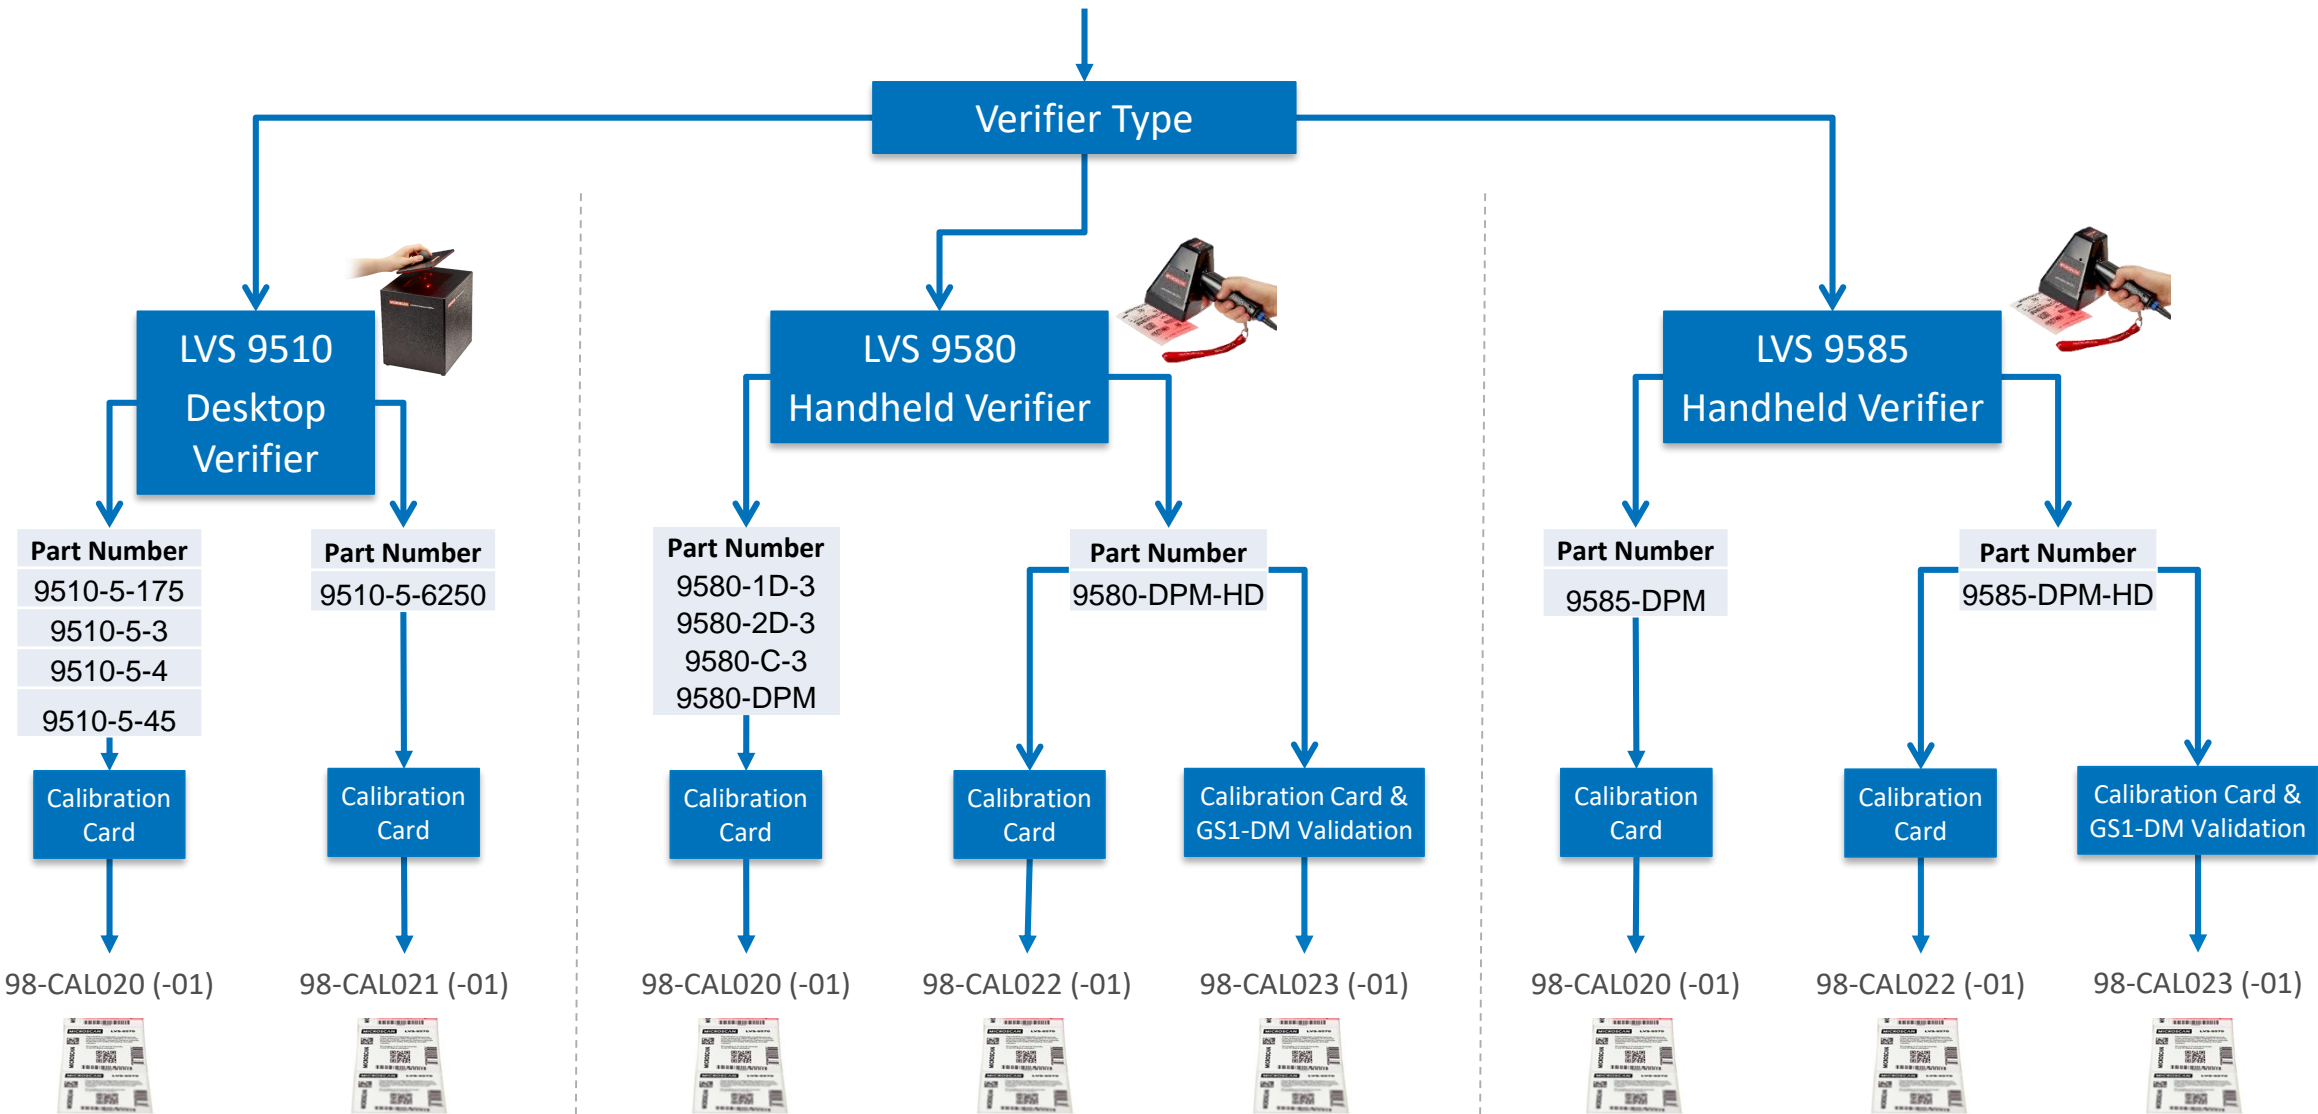 Verifier Type
LVS 9510
Desktop
Verifier
LVS 9580
Handheld Verifier
LVS 9585
Handheld Verifier
Part Number
9510-5-175
9510-5-3
9510-5-4
9510-5-45
Part Number
9510-5-6250
Part Number
9580-1D-3
9580-2D-3
9580-C-3
9580-DPM
Part Number
9580-DPM-HD
Part Number
9585-DPM
Part Number
9585-DPM-HD
Calibration
Card
Calibration
Card
Calibration
Card
Calibration
Card
Calibration Card &
GS1-DM Validation
Calibration
Card
Calibration
Card
Calibration Card &
GS1-DM Validation
98-CAL020 (-01)
98-CAL021 (-01)
98-CAL020 (-01)
98-CAL022 (-01)
98-CAL023 (-01)
98-CAL020 (-01)
98-CAL022 (-01)
98-CAL023 (-01)